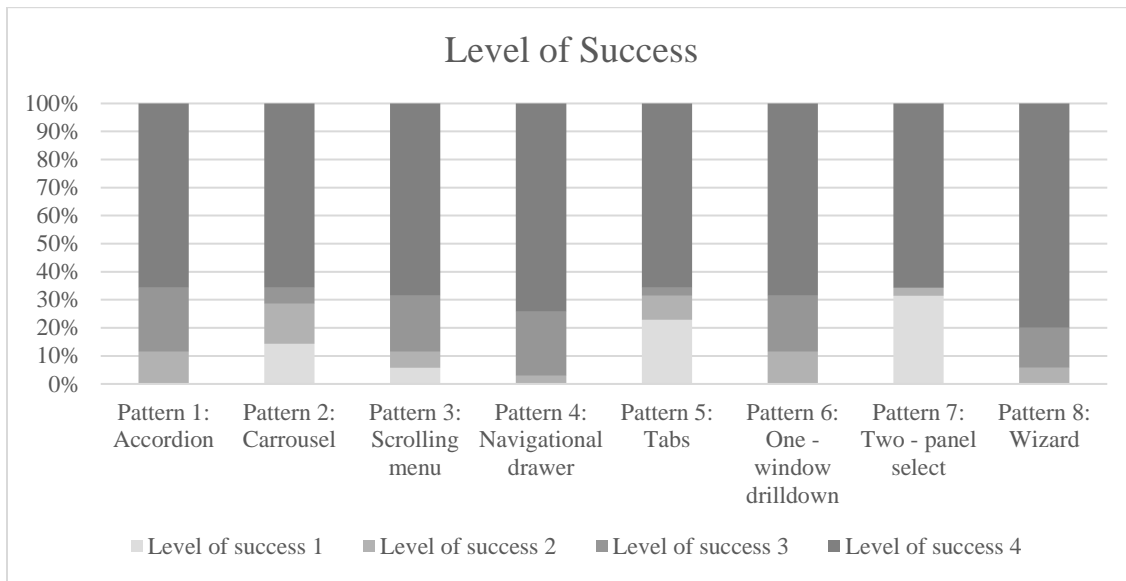 Level of Success
100%
90%
80%
70%
60%
50%
40%
30%
20%
10%
0%
Pattern 1:
Accordion
Pattern 2:
Carrousel
Pattern 3:
Scrolling
menu
Pattern 4:
Navigational
drawer
Pattern 5:
Tabs
Pattern 6:
One -
window
drilldown
Pattern 7:
Two - panel
select
Pattern 8:
Wizard
Level of success 1
Level of success 2
Level of success 3
Level of success 4